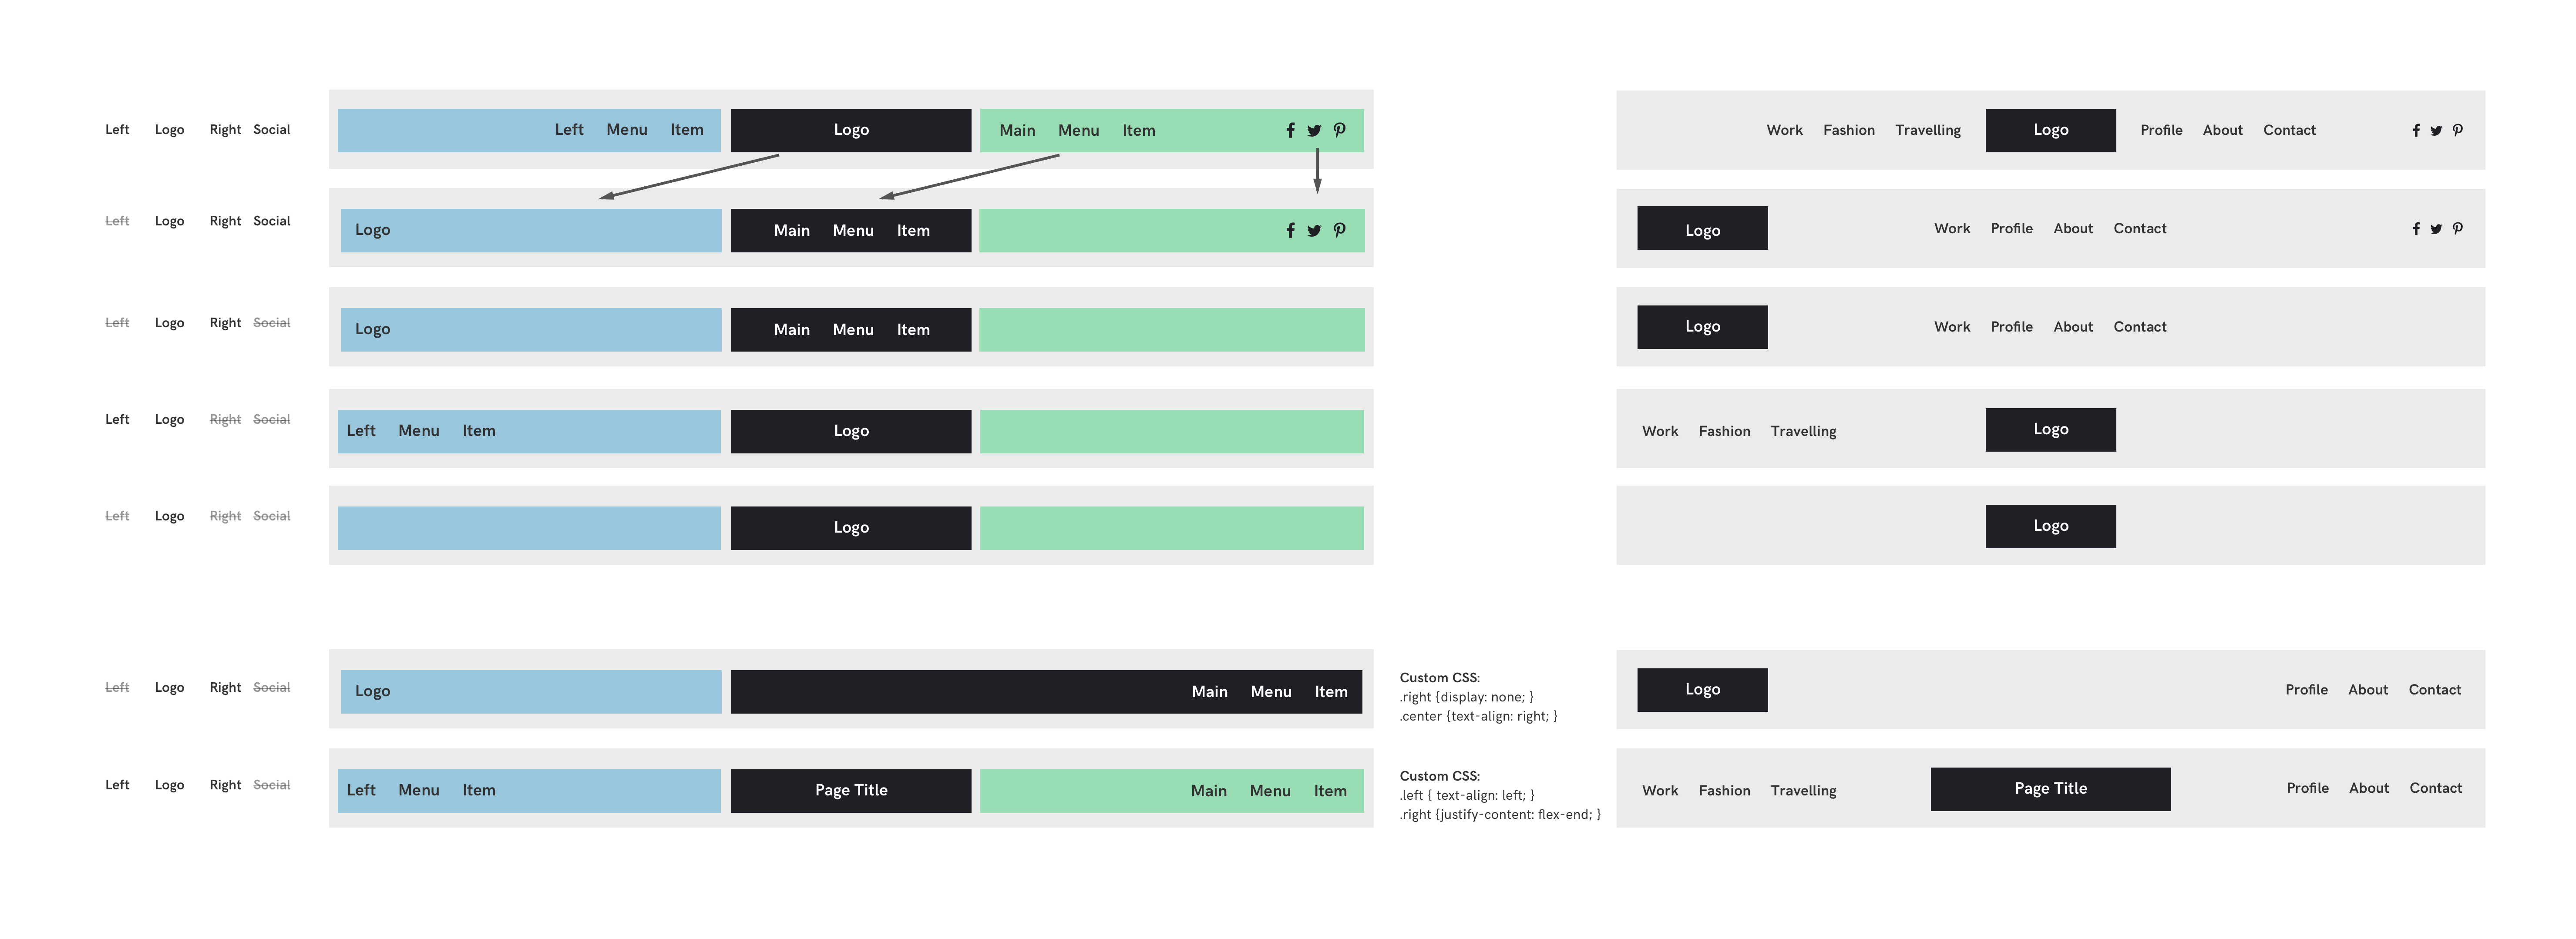 Left Logo Right Social Left Menu Item Logo Main Menu Item Work Fashion Travelling Logo Profile About Contact
Left Logo Right Social Logo Main Menu Item Logo Work Profile About Contact
Left Logo Right Social Logo Main Menu Item Logo Work Profile About Contact
Left Logo Right Social Left Menu Item Logo Work Fashion Travelling Logo
Left Logo Right Social Logo Logo
Left Logo Right Social Logo Main Menu Item
Custom CSS:
.right {display: none; }
.center {text-align: right; }
Logo Profile About Contact
Left Logo Right Social Left Menu Item Page Title Main Menu Item
Custom CSS:
.left { text-align: left; }
.right {justify-content: flex-end; }
Work Fashion Travelling Page Title Profile About Contact